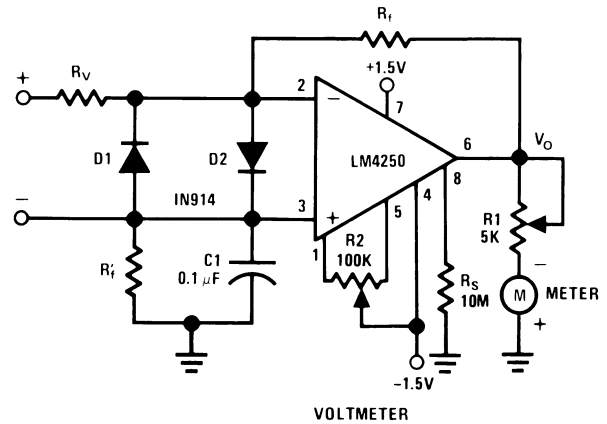 Rf
+
RV
+1.5V
2
−
7
D1
D2
LM4250
6
VO
8
IN914
3
+
4
5
1
R2
100K
R1
5K
R'f
C1
0.1 μF
RS
10M
−
M
METER
+
−
−1.5V
VOLTMETER